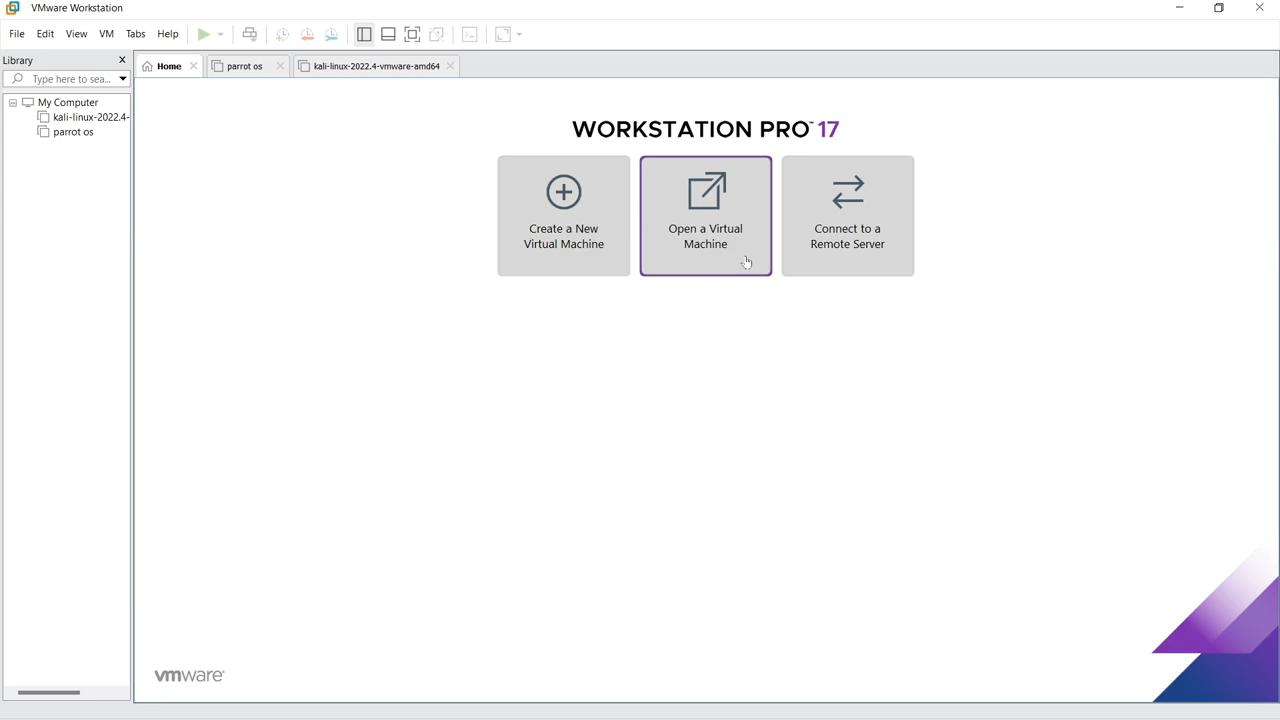 VMware Workstation
File Edit View VM Tabs Help
Library
Type here to sea...
My Computer
kali-linux-2022.4-
parrot os
Home
parrot os
kali-linux-2022.4-vmware-amd64
WORKSTATION PRO™ 17
Create a New
Virtual Machine
Open a Virtual
Machine
Connect to a
Remote Server
vmware®